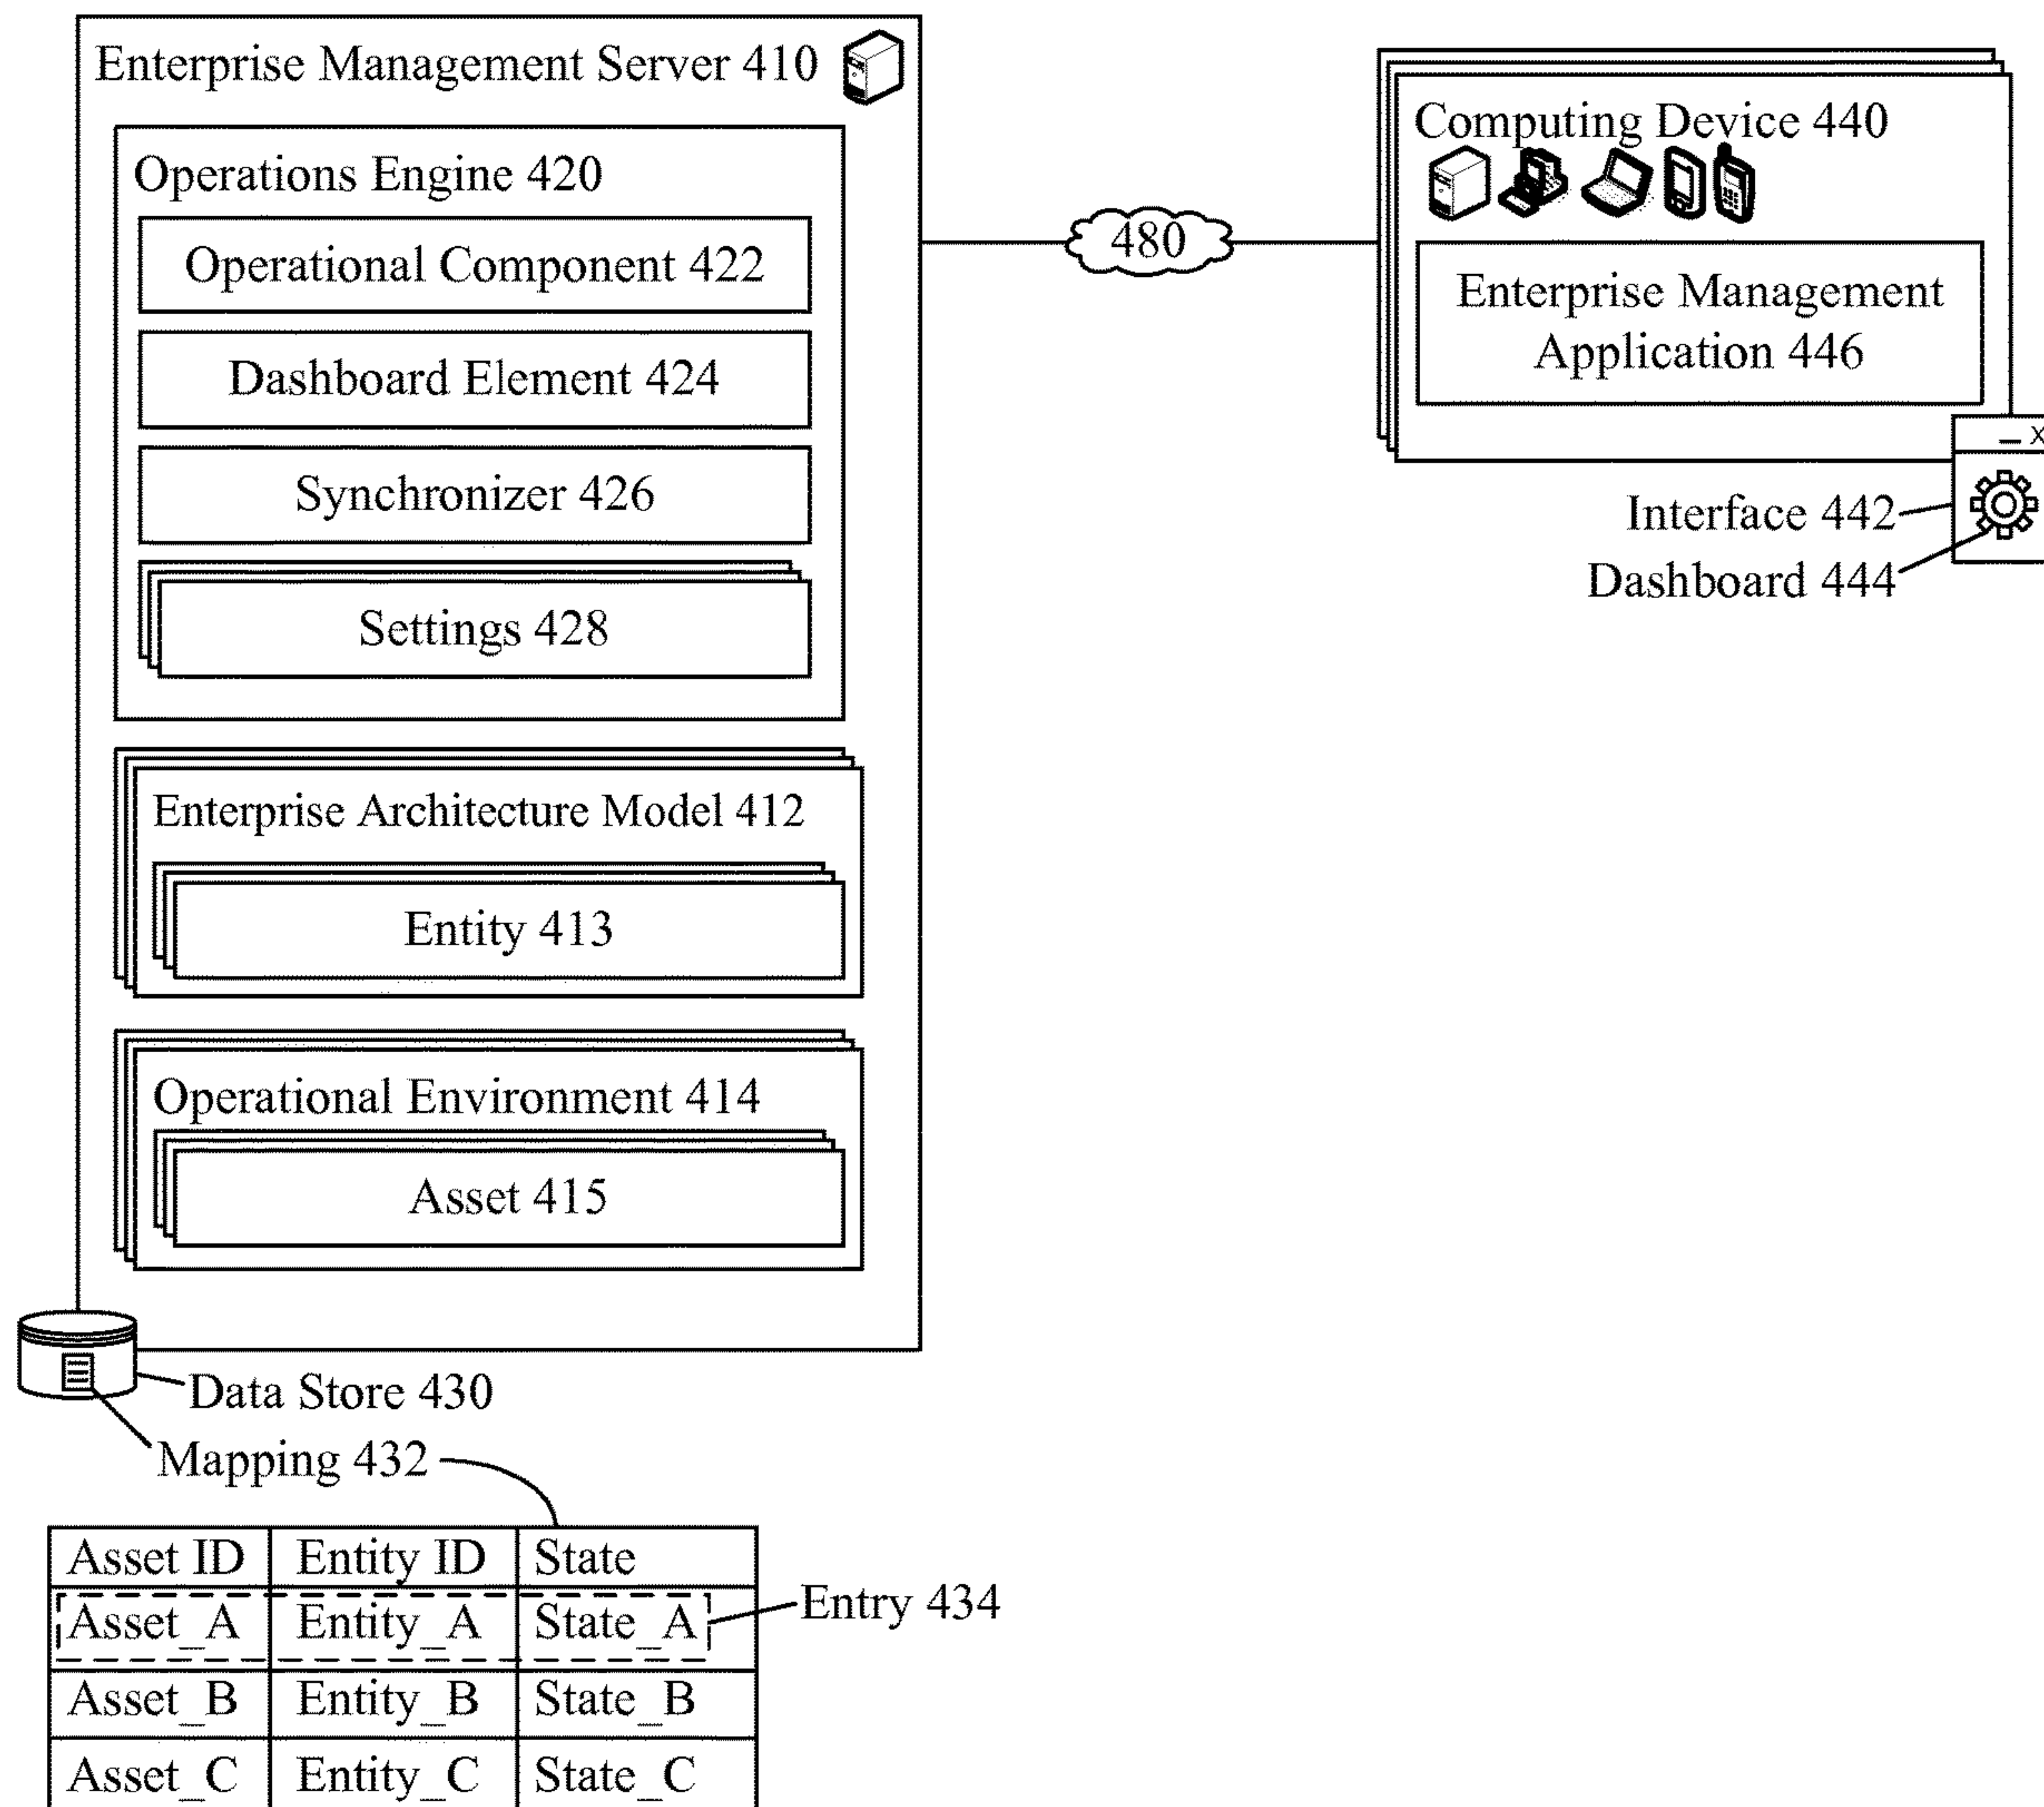 Enterprise Management Server 410
Operations Engine 420
Operational Component 422
Dashboard Element 424
Synchronizer 426
Settings 428
Enterprise Architecture Model 412
Entity 413
Operational Environment 414
Asset 415
Data Store 430
Mapping 432
Asset ID Entity ID State
Asset_A Entity_A State_A
Entry 434
Asset_B Entity_B State_B
Asset_C Entity_C State_C
480
Computing Device 440
Enterprise Management
Application 446
_ X
Interface 442
Dashboard 444